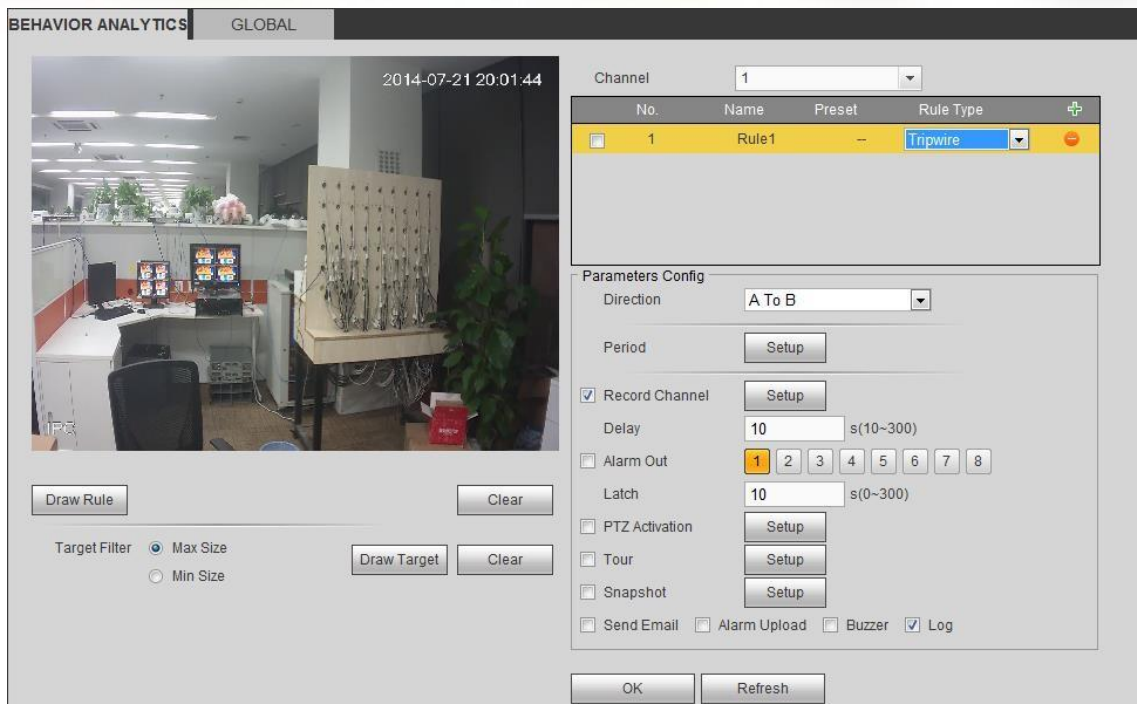 BEHAVIOR ANALYTICS GLOBAL
2014-07-21 20:01:44
IPC
Draw Rule Clear
Target Filter Max Size
Min Size
Draw Target Clear
Channel 1
No. Name Preset Rule Type
1 Rule1 -- Tripwire
Parameters Config
Direction A To B
Period Setup
Record Channel Setup
Delay 10 s(10~300)
Alarm Out 1 2 3 4 5 6 7 8
Latch 10 s(0~300)
PTZ Activation Setup
Tour Setup
Snapshot Setup
Send Email Alarm Upload Buzzer Log
OK Refresh